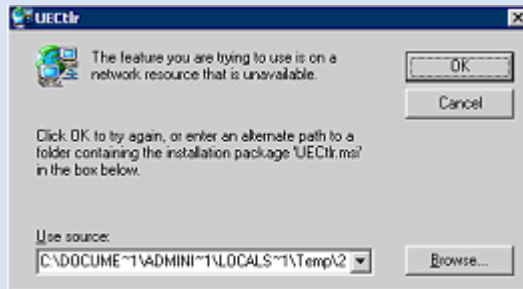 UECtlr
The feature you are trying to use is on a
network resource that is unavailable.
OK
Cancel
Click OK to try again, or enter an alternate path to a
folder containing the installation package 'UECtlr.msi'
in the box below.
Use source:
C:\DOCUME~1\ADMINI~1\LOCALS~1\Temp\2
Browse...